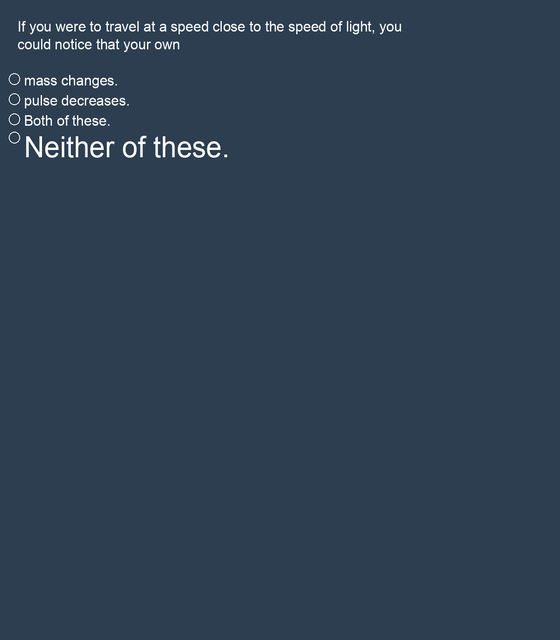 If you were to travel at a speed close to the speed of light, you
could notice that your own
mass changes.
pulse decreases.
Both of these.
Neither of these.